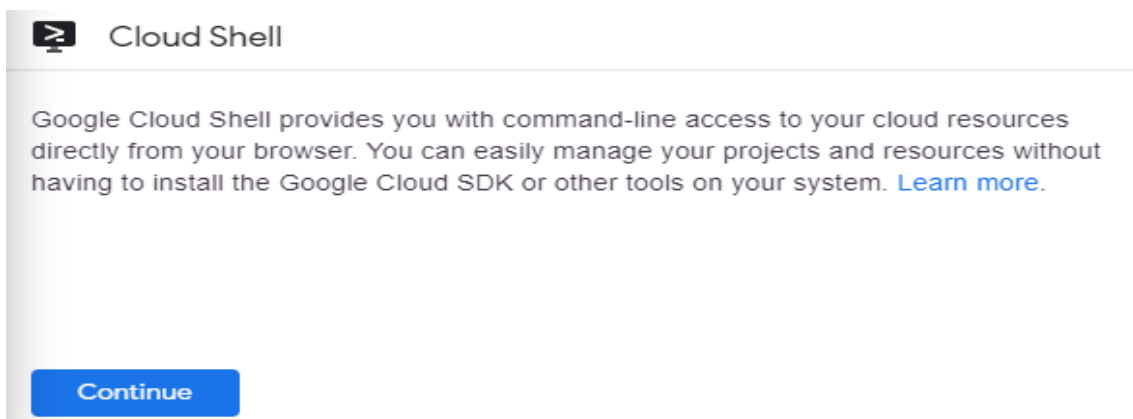 Cloud Shell
Google Cloud Shell provides you with command-line access to your cloud resources
directly from your browser. You can easily manage your projects and resources without
having to install the Google Cloud SDK or other tools on your system. Learn more.
Continue